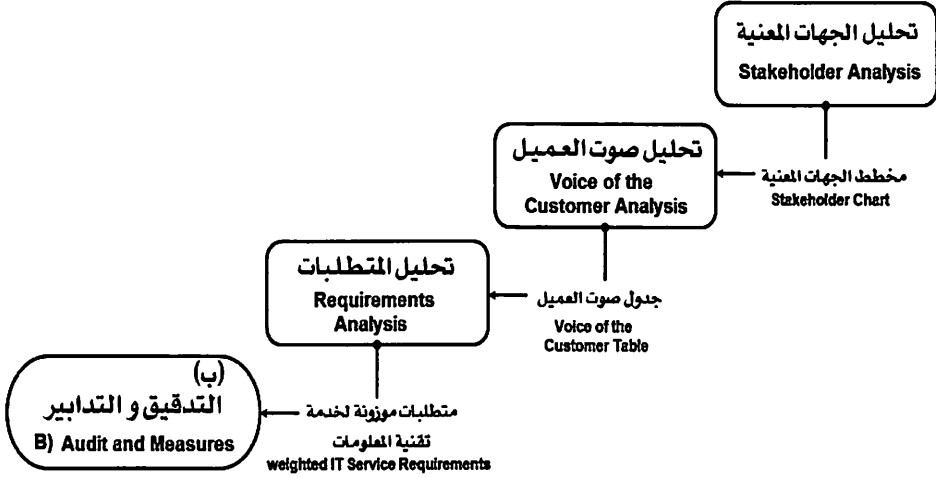 تحليل الجهات المعنية
Stakeholder Analysis
مخطط الجهات المعنية
Stakeholder Chart
تحليل صوت العميل
Voice of the
Customer Analysis
جدول صوت العميل
Voice of the
Customer Table
تحليل المتطلبات
Requirements
Analysis
متطلبات موزونة لخدمة
تقنية المعلومات
weighted IT Service Requirements
(ب)
التدقيق و التدابير
B) Audit and Measures